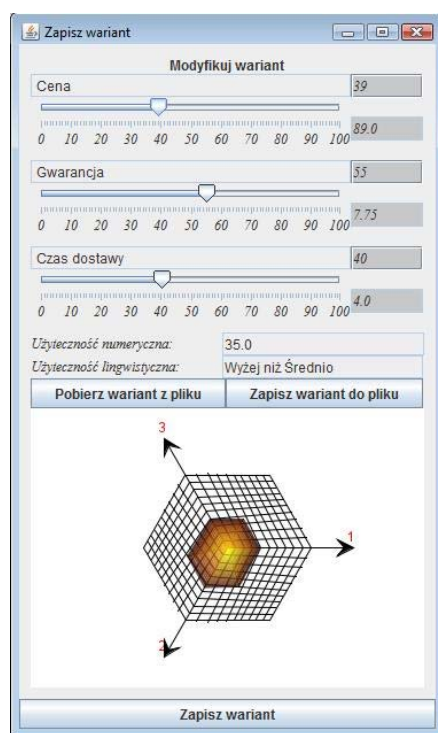 Zapisz wariant
Modyfikuj wariant
Cena 39
89.0
0 10 20 30 40 50 60 70 80 90 100
Gwarancja 55
7.75
0 10 20 30 40 50 60 70 80 90 100
Czas dostawy 40
4.0
0 10 20 30 40 50 60 70 80 90 100
Użyteczność numeryczna: 35.0
Użyteczność lingwistyczna: Wyżej niż Średnio
Pobierz wariant z pliku Zapisz wariant do pliku
3
1
2
Zapisz wariant